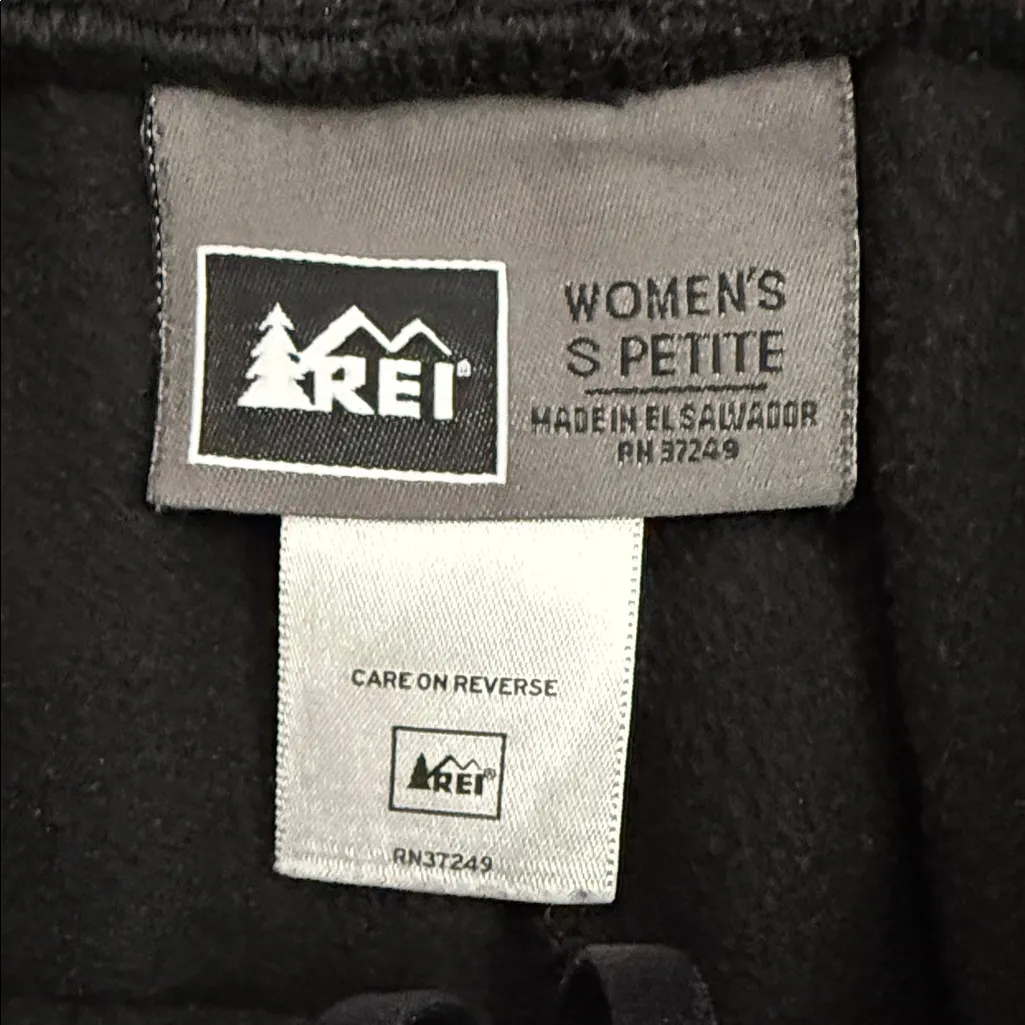 REI®
WOMEN'S
S PETITE
MADE IN EL SALVADOR
RN 37249
CARE ON REVERSE
REI®
RN37249